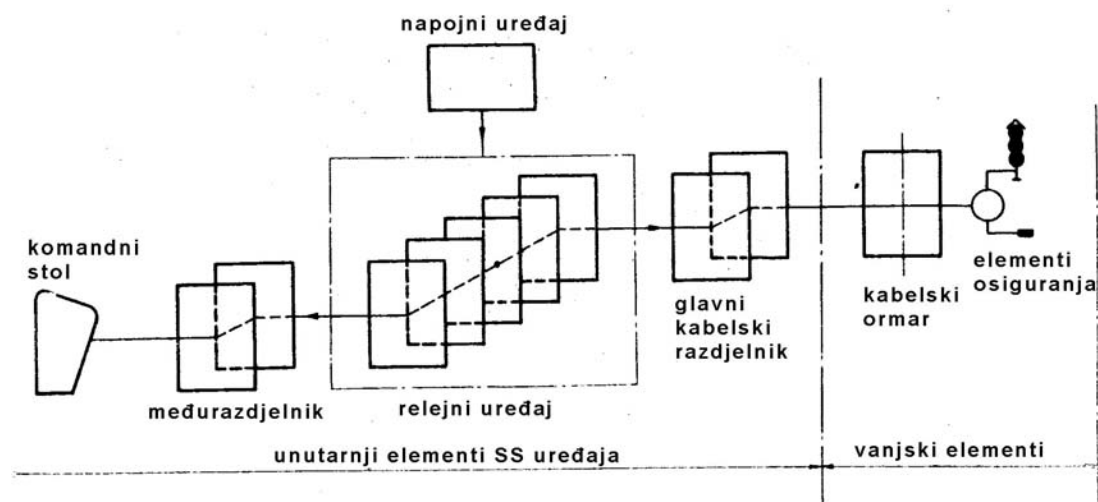 napojni uređaj
komandni
stol
međurazdjelnik
relejni uređaj
glavni
kabelski
razdjelnik
kabelski
ormar
elementi
osiguranja
unutarnji elementi SS uređaja
vanjski elementi